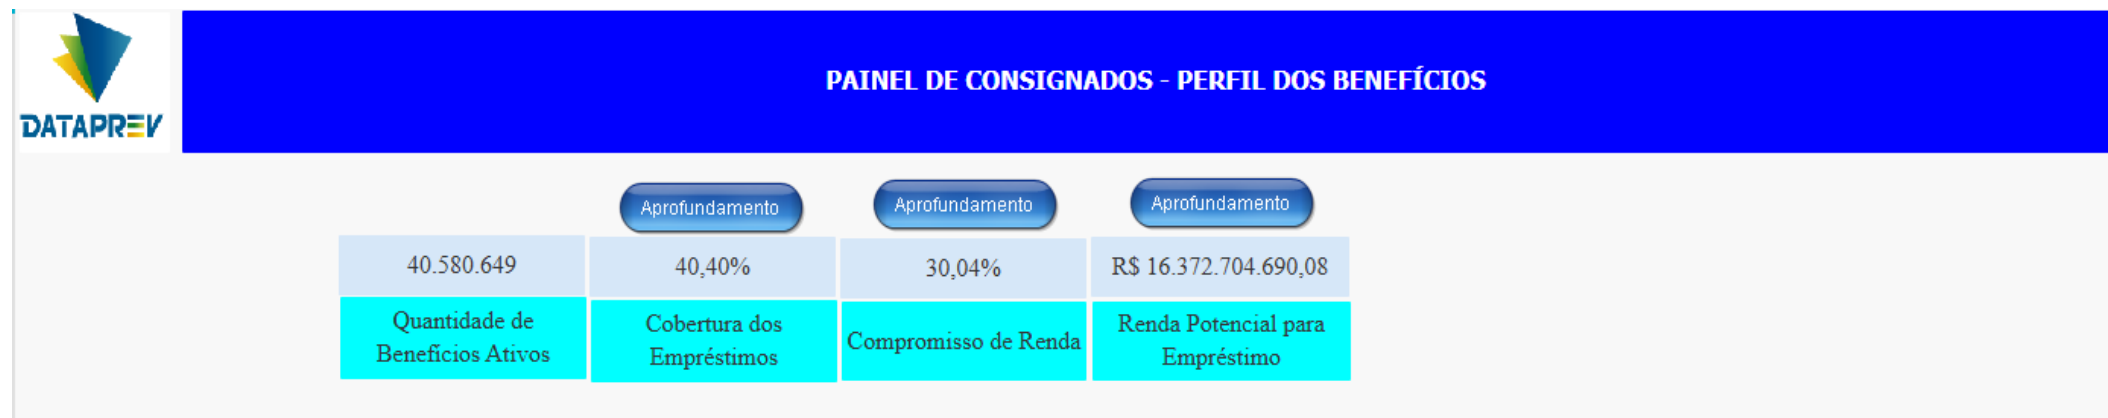 DATAPREV
PAINEL DE CONSIGNADOS - PERFIL DOS BENEFÍCIOS
Aprofundamento
Aprofundamento
Aprofundamento
40.580.649
40,40%
30,04%
R$ 16.372.704.690,08
Quantidade de
Benefícios Ativos
Cobertura dos
Empréstimos
Compromisso de Renda
Renda Potencial para
Empréstimo